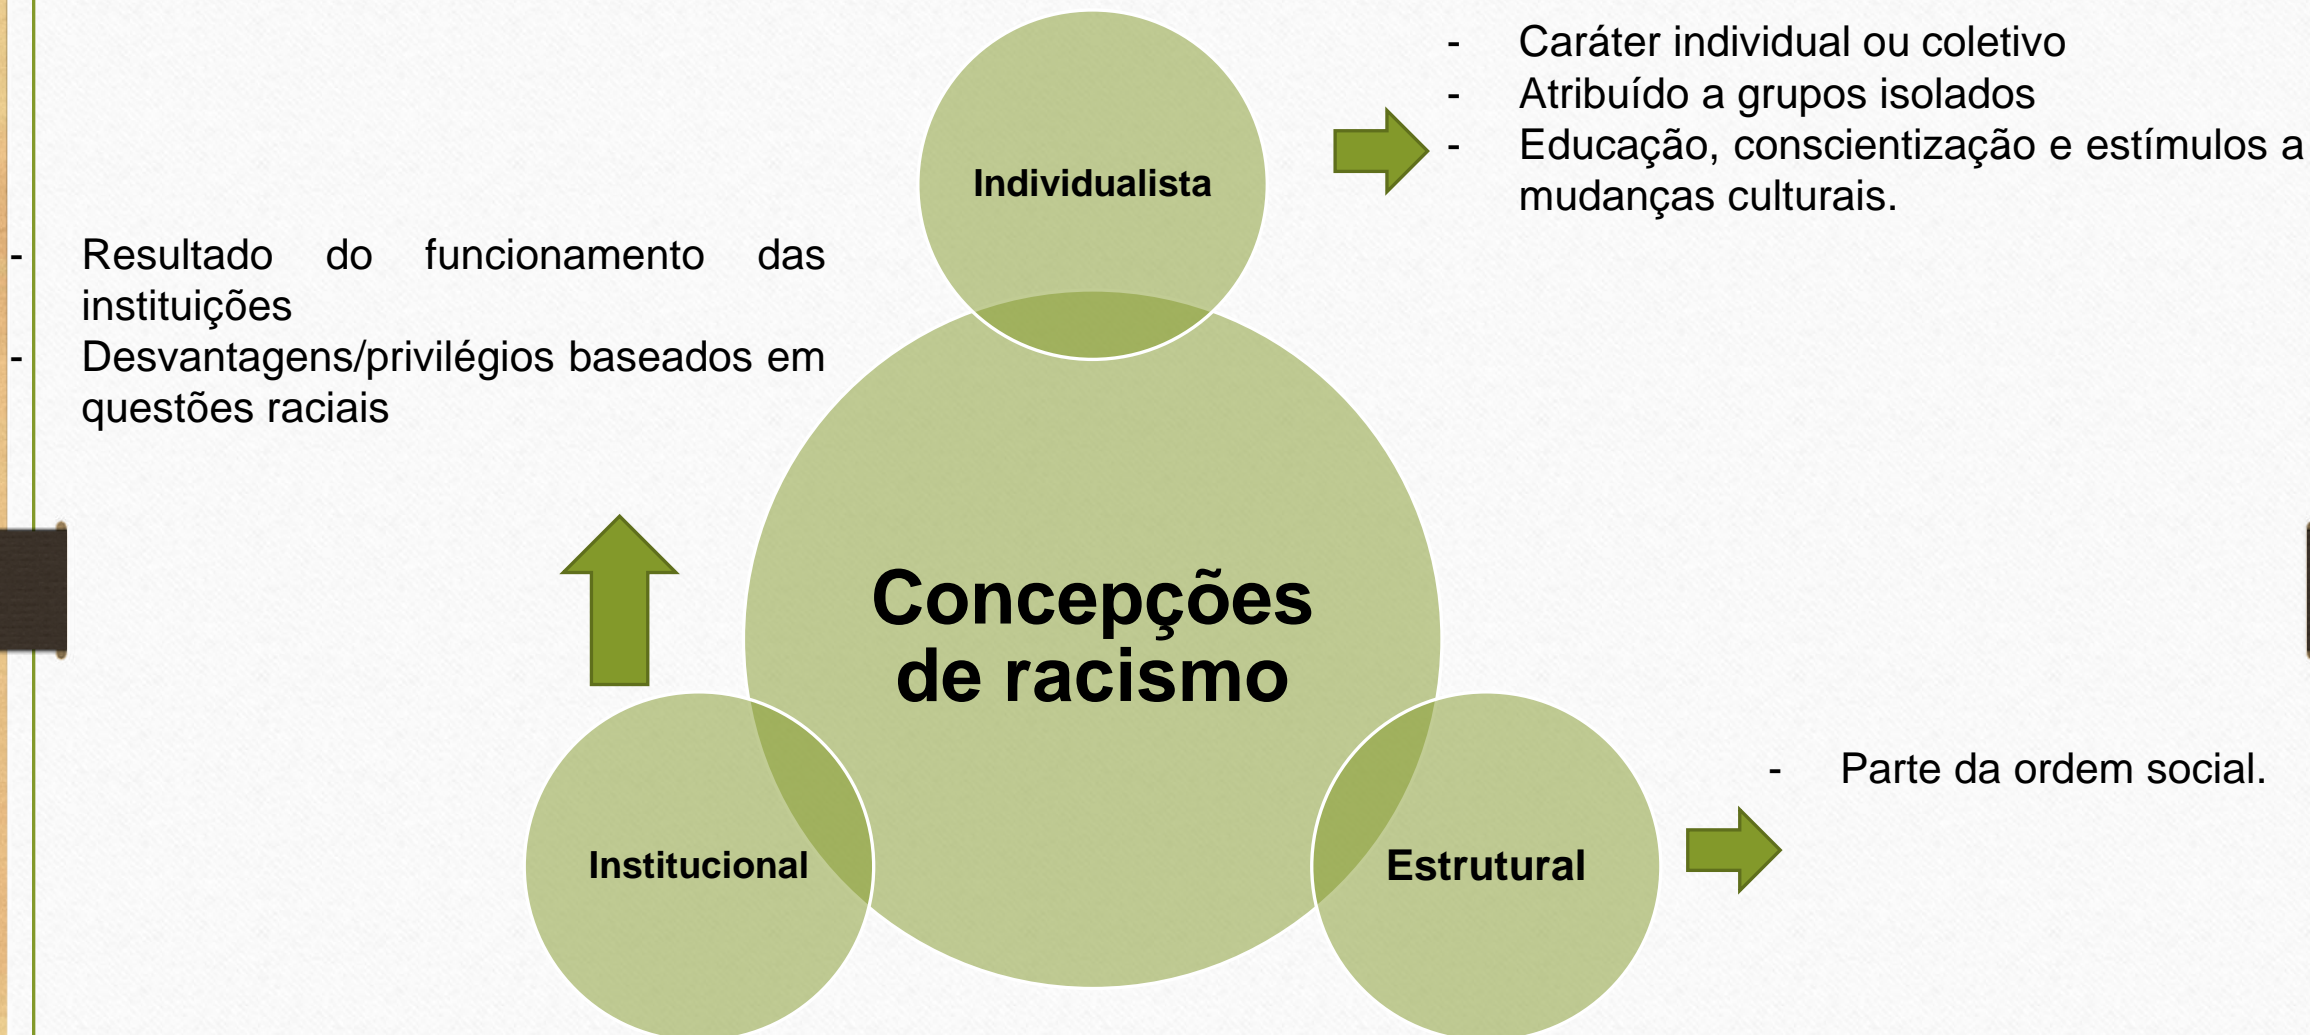 - Caráter individual ou coletivo
- Atribuído a grupos isolados
- Educação, conscientização e estímulos a
mudanças culturais.
Individualista
- Resultado do funcionamento das
instituições
- Desvantagens/privilégios baseados em
questões raciais
Concepções
de racismo
- Parte da ordem social.
Institucional
Estrutural